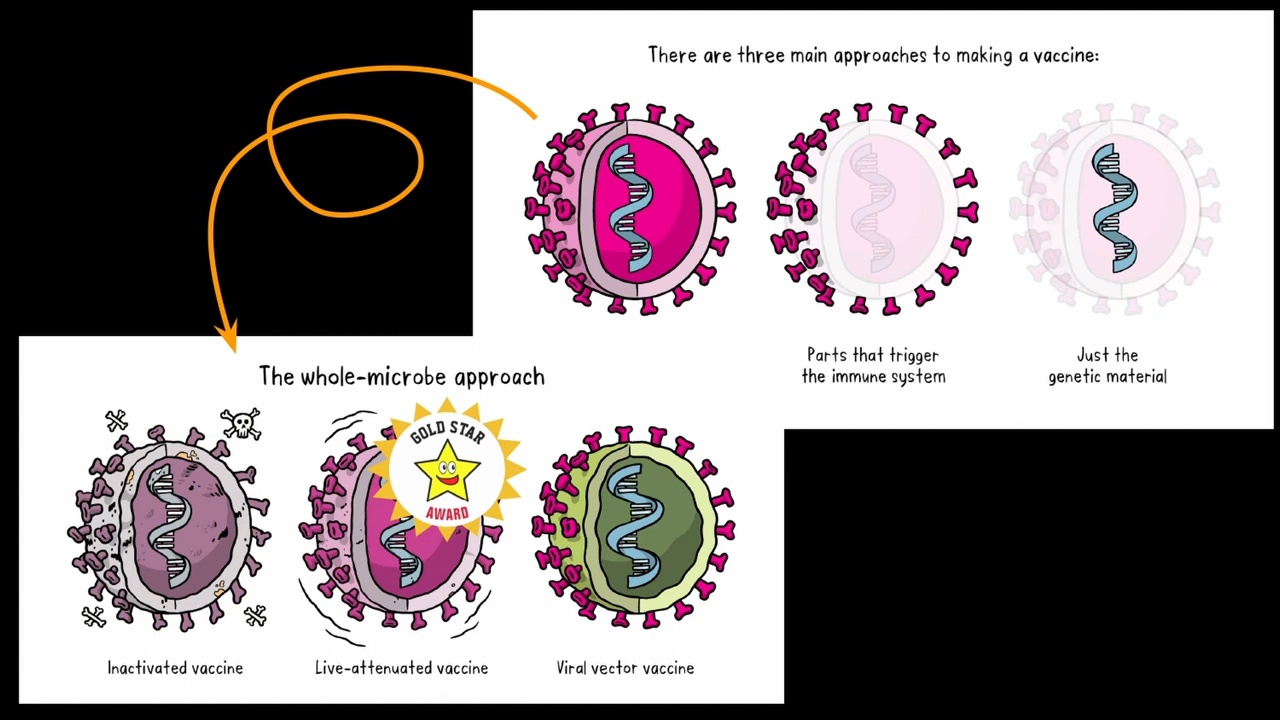 There are three main approaches to making a vaccine:
Parts that trigger
the immune system
Just the
genetic material
The whole-microbe approach
GOLD STAR
AWARD
Inactivated vaccine
Live-attenuated vaccine
Viral vector vaccine